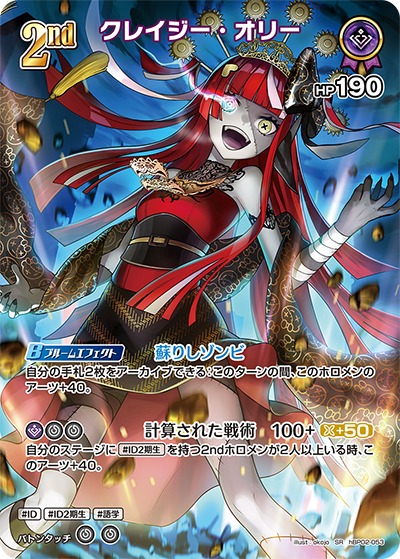 2nd
クレイジー・オリー
HP190
Bブルームエフェクト 蘇りしゾンビ
自分の手札2枚をアーカイブできる:このターンの間、このホロメンの
アーツ+40。
計算された戦術 100+ +50
自分のステージに #ID2期生 を持つ2ndホロメンが2人以上いる時、こ
のアーツ+40。
#ID #ID2期生 #語学
バトンタッチ
illust. okojo SR hBP02-053